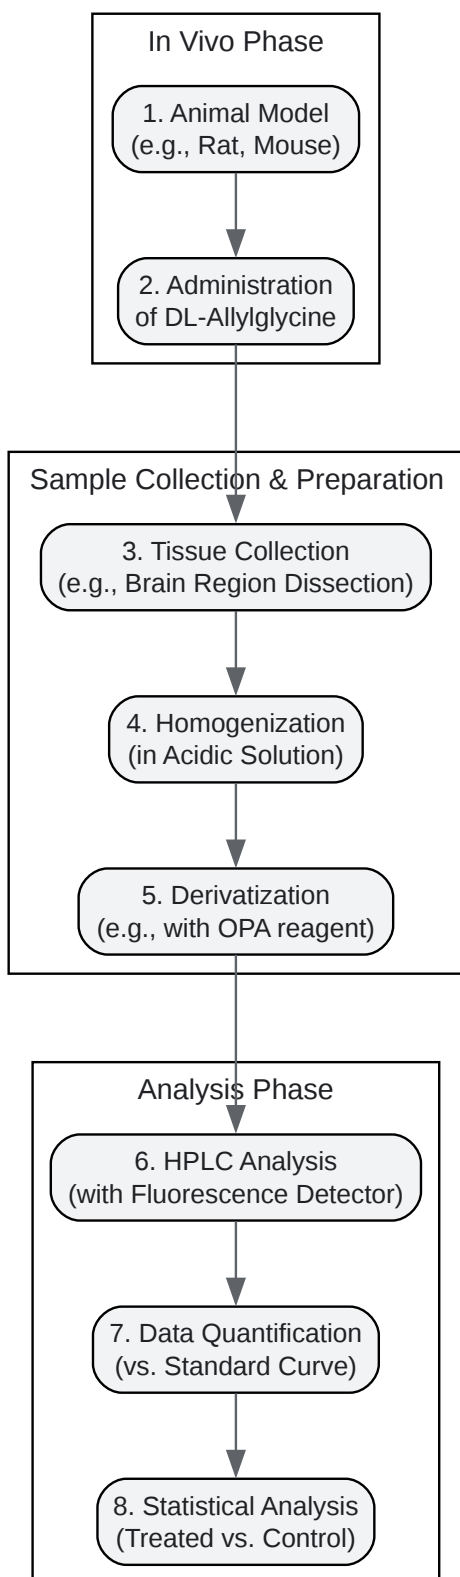 In Vivo Phase
1. Animal Model
(e.g., Rat, Mouse)
2. Administration
of DL-Allylglycine
Sample Collection & Preparation
3. Tissue Collection
(e.g., Brain Region Dissection)
4. Homogenization
(in Acidic Solution)
5. Derivatization
(e.g., with OPA reagent)
Analysis Phase
6. HPLC Analysis
(with Fluorescence Detector)
7. Data Quantification
(vs. Standard Curve)
8. Statistical Analysis
(Treated vs. Control)